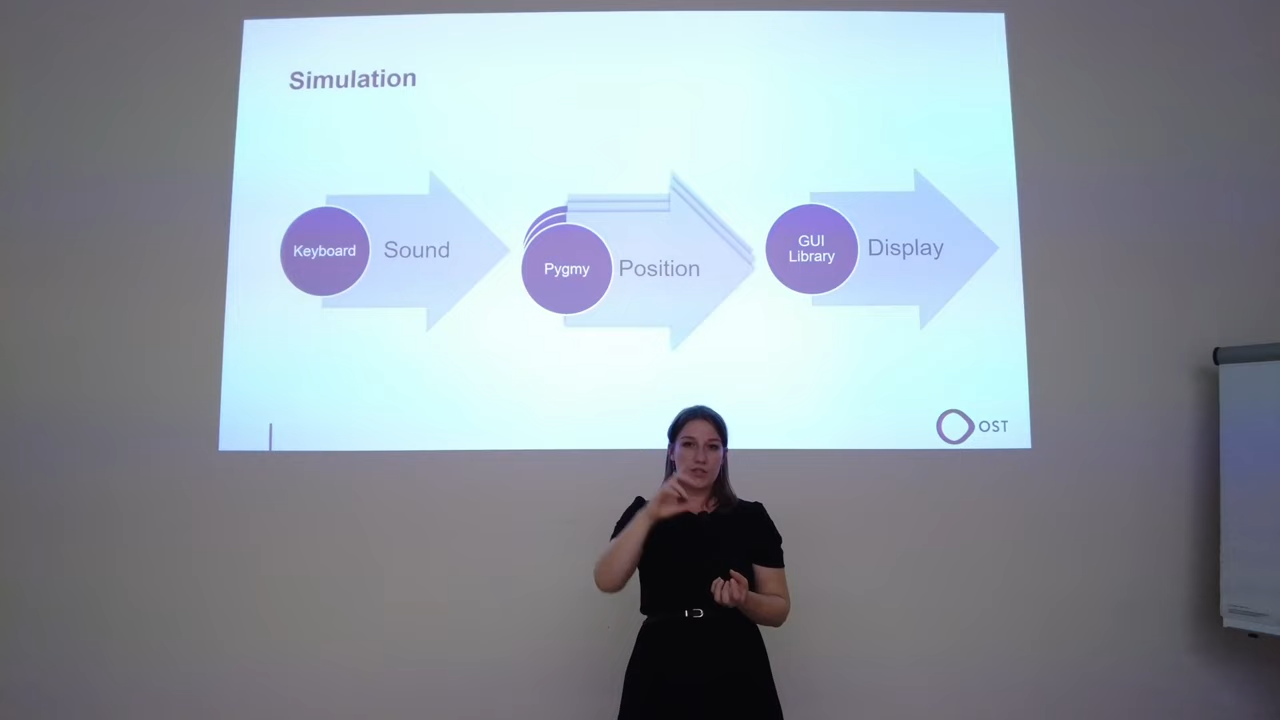 Simulation
Keyboard
Sound
Pygmy
Position
GUI
Library
Display
OST